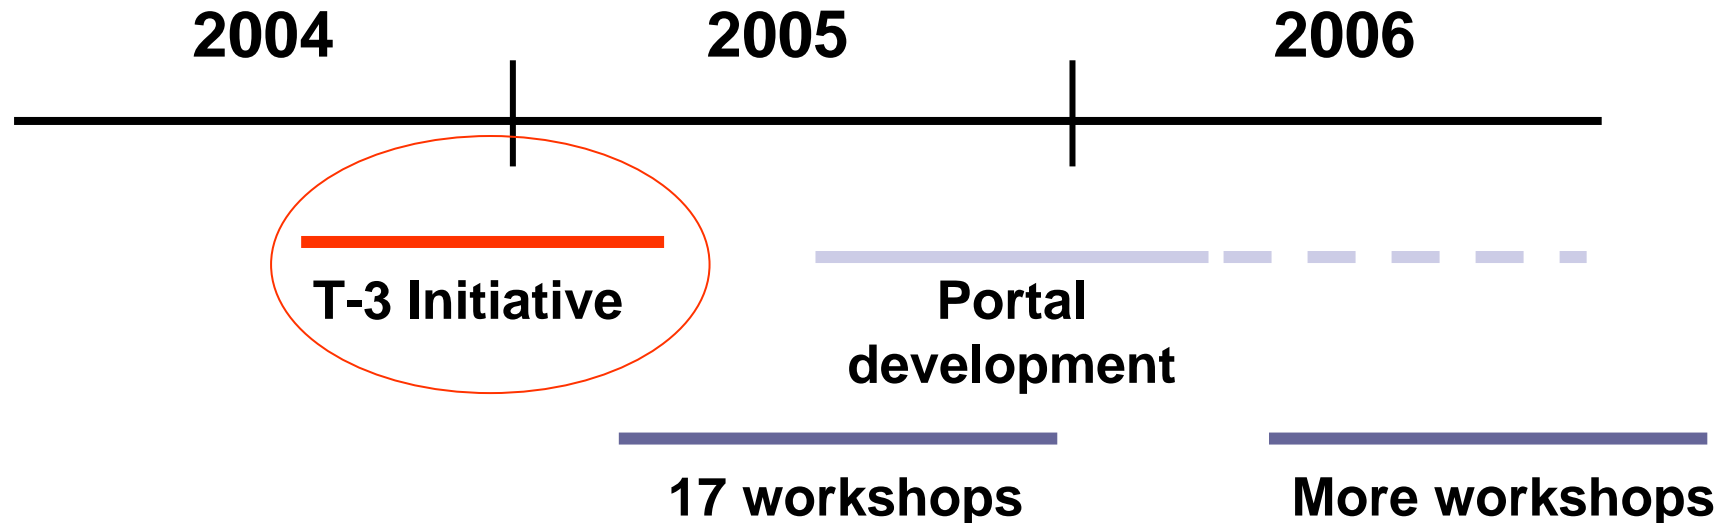 2004 2005 2006
T-3 Initiative
Portal
development
17 workshops
More workshops